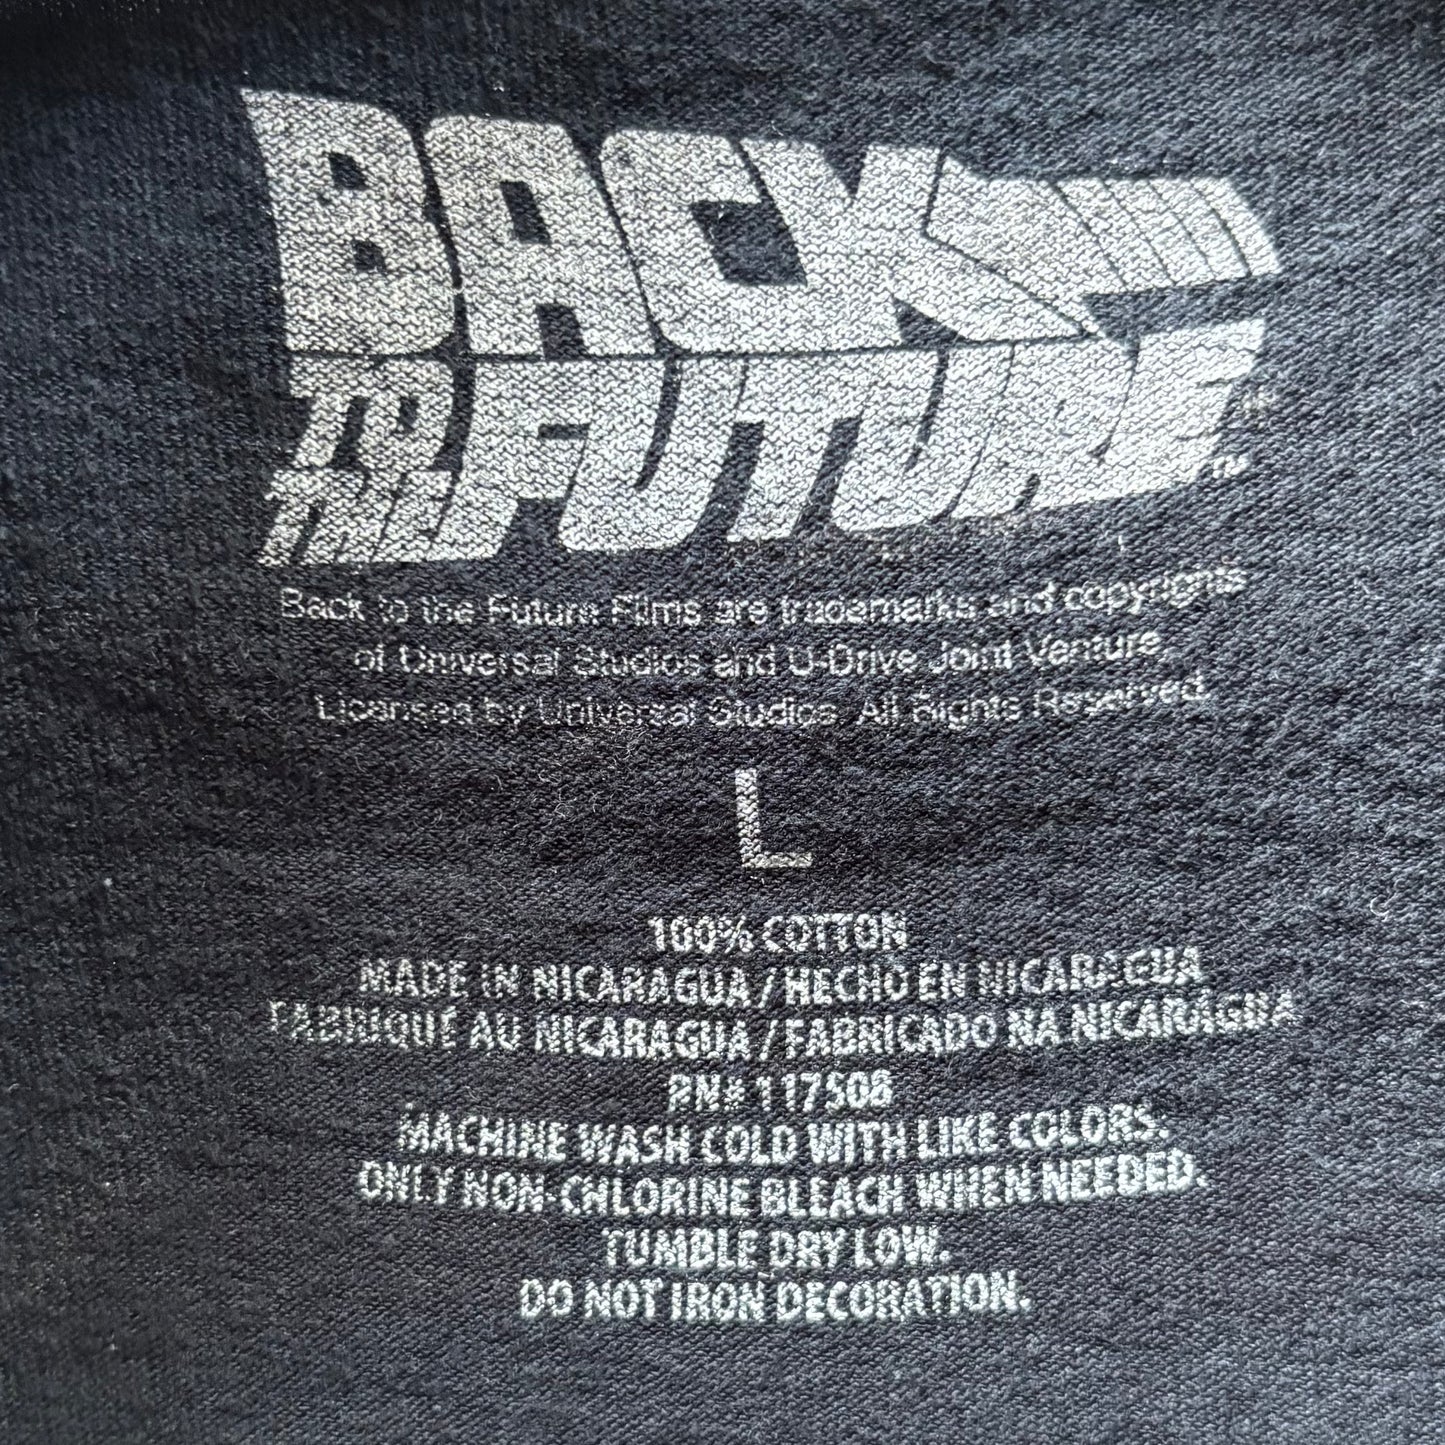 BACK
TO THE FUTURE ™
Back to the Future Films are trademarks and copyrights
of Universal Studios and U-Drive Joint Venture
Licensed by Universal Studios. All Rights Reserved.
L
100% COTTON
MADE IN NICARAGUA / HECHO EN NICARAGUA
FABRIQUÉ AU NICARAGUA / FABRICADO NA NICARÁGUA
RN# 117508
MACHINE WASH COLD WITH LIKE COLORS.
ONLY NON-CHLORINE BLEACH WHEN NEEDED.
TUMBLE DRY LOW.
DO NOT IRON DECORATION.